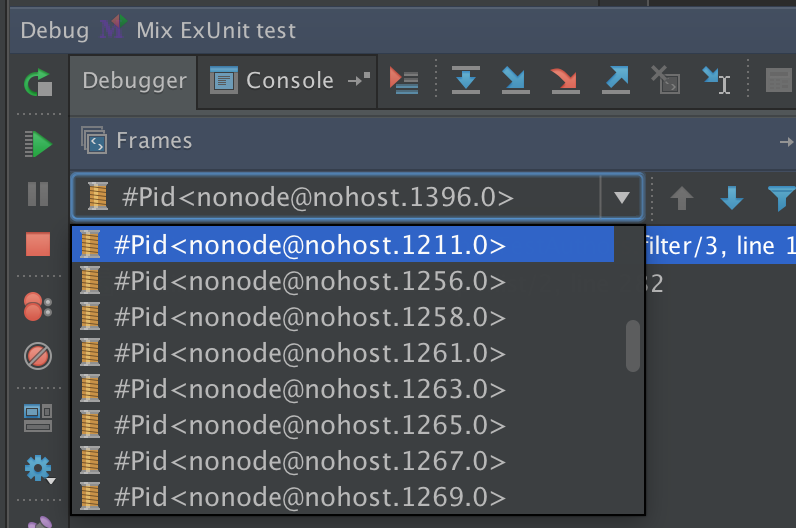 Debug Mix ExUnit test
Debugger Console
Frames
#Pid<nonode@nohost.1396.0>
#Pid<nonode@nohost.1211.0>
filter/3, line 1
#Pid<nonode@nohost.1256.0>
32
#Pid<nonode@nohost.1258.0>
#Pid<nonode@nohost.1261.0>
#Pid<nonode@nohost.1263.0>
#Pid<nonode@nohost.1265.0>
#Pid<nonode@nohost.1267.0>
#Pid<nonode@nohost.1269.0>